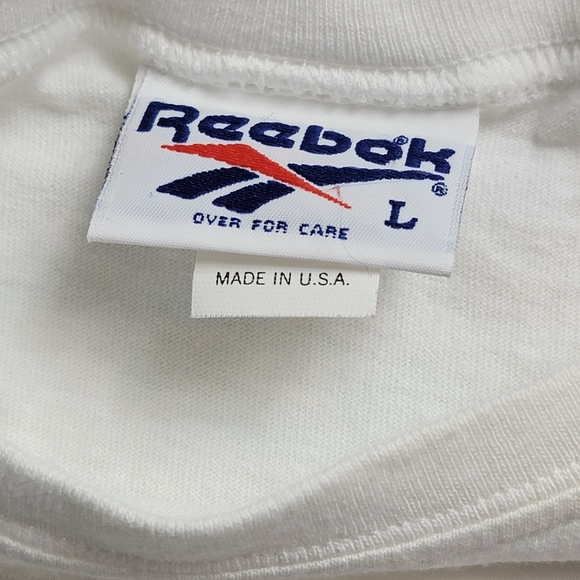 Reebok®
®
L
OVER FOR CARE
MADE IN U.S.A.